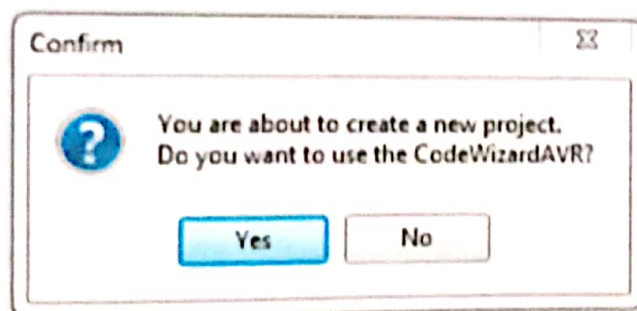 Confirm
You are about to create a new project.
Do you want to use the CodeWizardAVR?
Yes
No